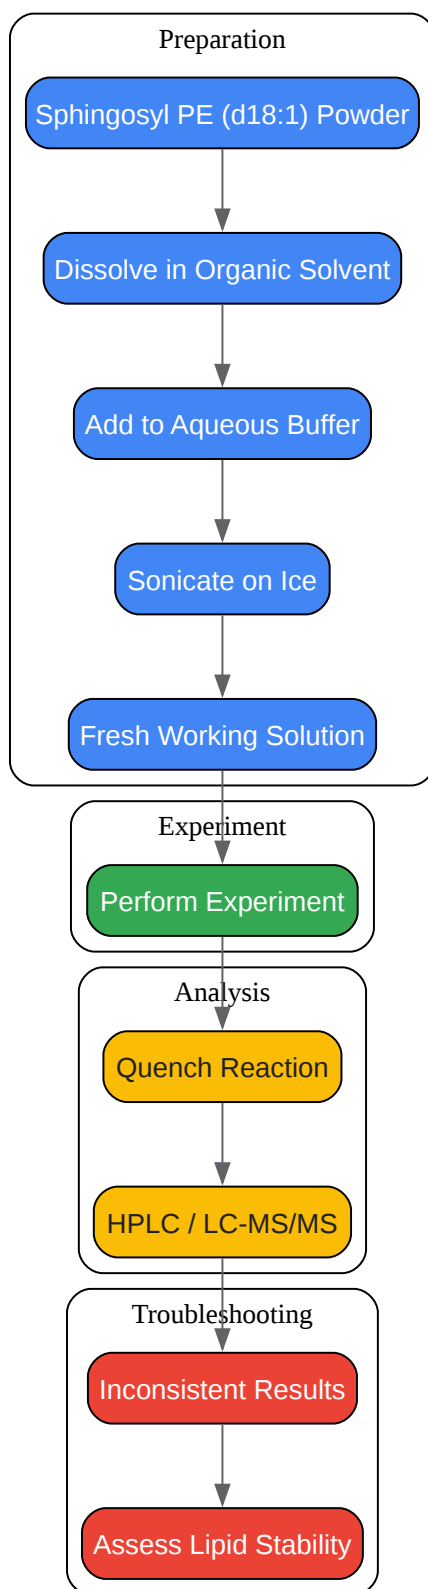 Preparation
Sphingosyl PE (d18:1) Powder
Dissolve in Organic Solvent
Add to Aqueous Buffer
Sonicate on Ice
Fresh Working Solution
Experiment
Perform Experiment
Analysis
Quench Reaction
HPLC / LC-MS/MS
Troubleshooting
Inconsistent Results
Assess Lipid Stability